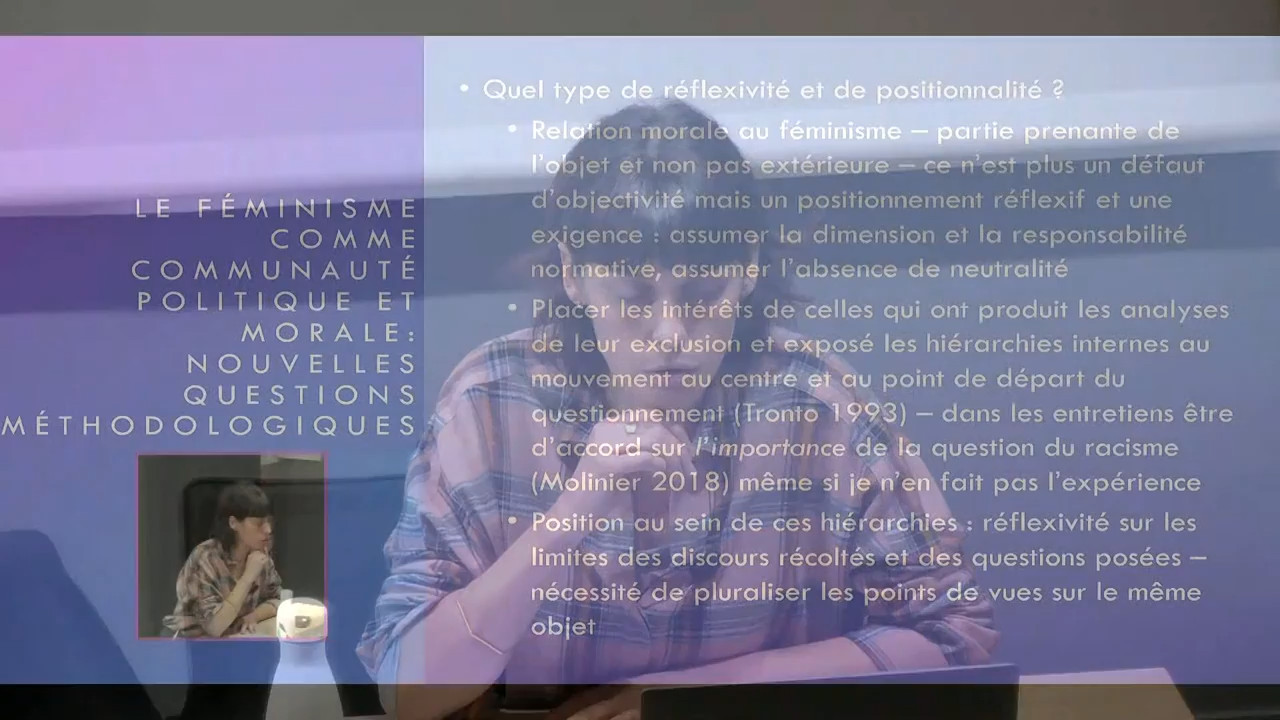 LE FÉMINISME
COMME
COMMUNAUTÉ
POLITIQUE ET
MORALE:
NOUVELLES
QUESTIONS
MÉTHODOLOGIQUES
• Quel type de réflexivité et de positionnalité ?
• Relation morale au féminisme – partie prenante de
l'objet et non pas extérieure – ce n'est plus un défaut
d'objectivité mais un positionnement réflexif et une
exigence : assumer la dimension et la responsabilité
normative, assumer l'absence de neutralité
• Placer les intérêts de celles qui ont produit les analyses
de leur exclusion et exposé les hiérarchies internes au
mouvement au centre et au point de départ du
questionnement (Tronto 1993) – dans les entretiens être
d'accord sur l'importance de la question du racisme
(Molinier 2018) même si je n'en fait pas l'expérience
• Position au sein de ces hiérarchies : réflexivité sur les
limites des discours récoltés et des questions posées –
nécessité de pluraliser les points de vues sur le même
objet